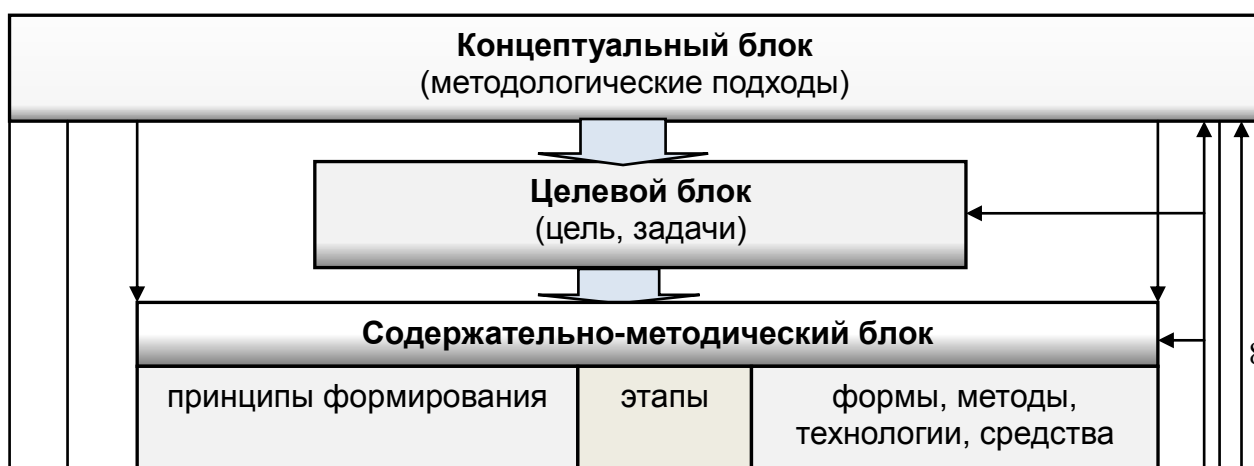 Концептуальный блок
(методологические подходы)
Целевой блок
(цель, задачи)
Содержательно-методический блок
принципы формирования
этапы
формы, методы,
технологии, средства